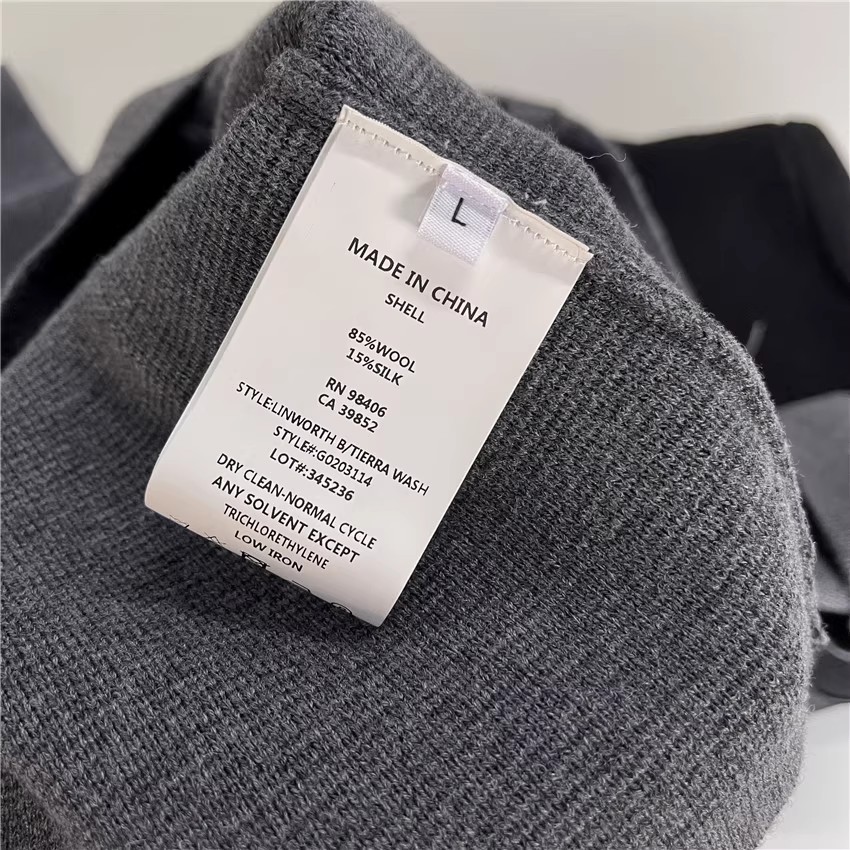 L
MADE IN CHINA
SHELL
85%WOOL
15%SILK
RN 98406
CA 39852
STYLE:LINWORTH B/TIERRA WASH
STYLE#:G0203114
LOT#:345236
DRY CLEAN-NORMAL CYCLE
ANY SOLVENT EXCEPT
TRICHLORETHYLENE
LOW IRON